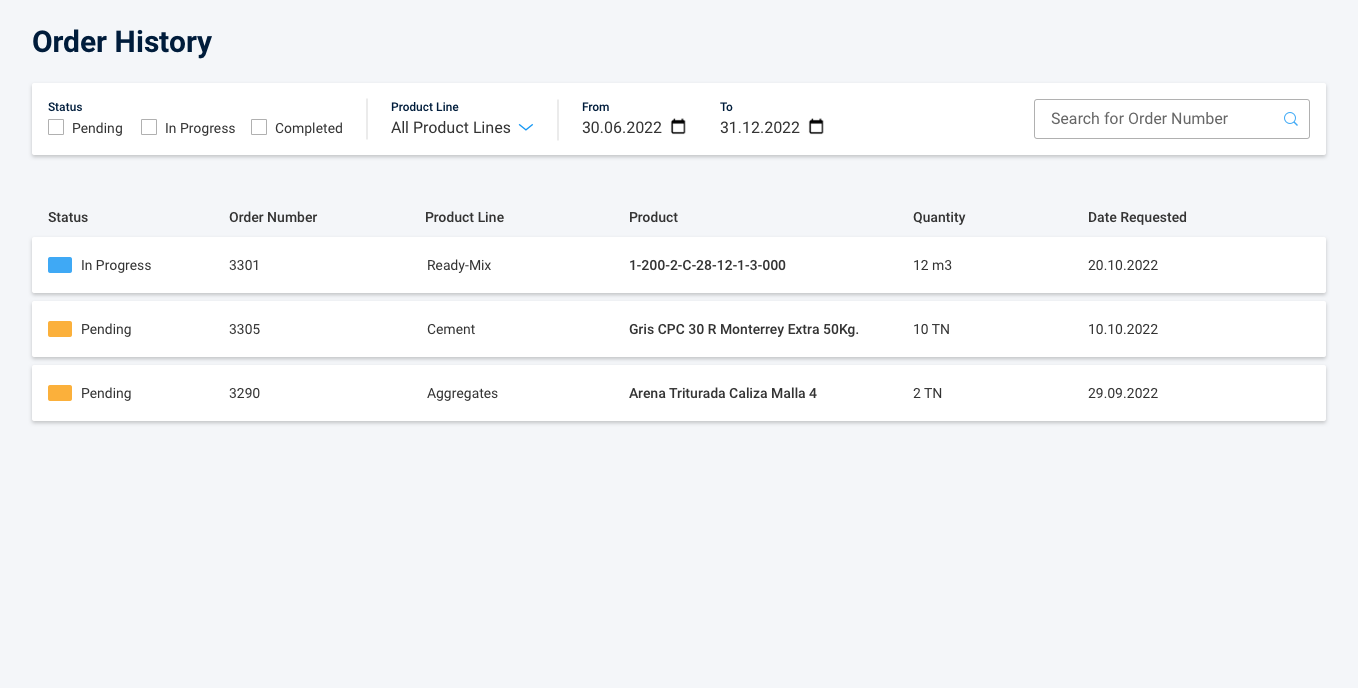 Order History
Status
Pending In Progress Completed
Product Line
All Product Lines
From
30.06.2022
To
31.12.2022
Search for Order Number
Status Order Number Product Line Product Quantity Date Requested
In Progress 3301 Ready-Mix 1-200-2-C-28-12-1-3-000 12 m3 20.10.2022
Pending 3305 Cement Gris CPC 30 R Monterrey Extra 50Kg. 10 TN 10.10.2022
Pending 3290 Aggregates Arena Triturada Caliza Malla 4 2 TN 29.09.2022